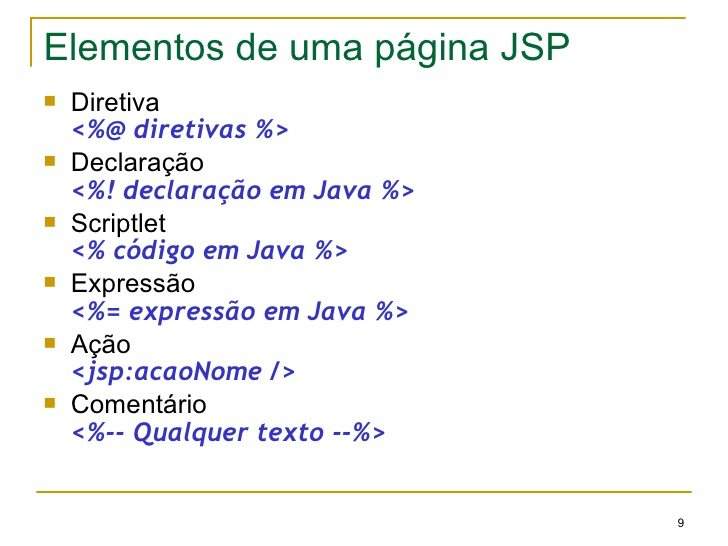 Elementos de uma página JSP
Diretiva
<%@ diretivas %>
Declaração
<%! declaração em Java %>
Scriptlet
<% código em Java %>
Expressão
<%= expressão em Java %>
Ação
<jsp:acaoNome />
Comentário
<%-- Qualquer texto --%>
9